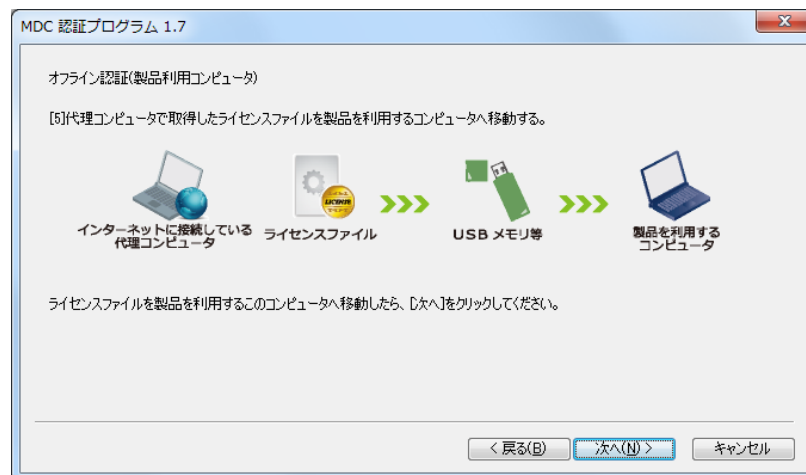 MDC 認証プログラム 1.7
オフライン認証(製品利用コンピュータ)
[5]代理コンピュータで取得したライセンスファイルを製品を利用するコンピュータへ移動する。
インターネットに接続している
代理コンピュータ
LICENSE
ライセンスファイル
USB メモリ等
製品を利用する
コンピュータ
ライセンスファイルを製品を利用するこのコンピュータへ移動したら、[次へ]をクリックしてください。
< 戻る(B)
次へ(N) >
キャンセル